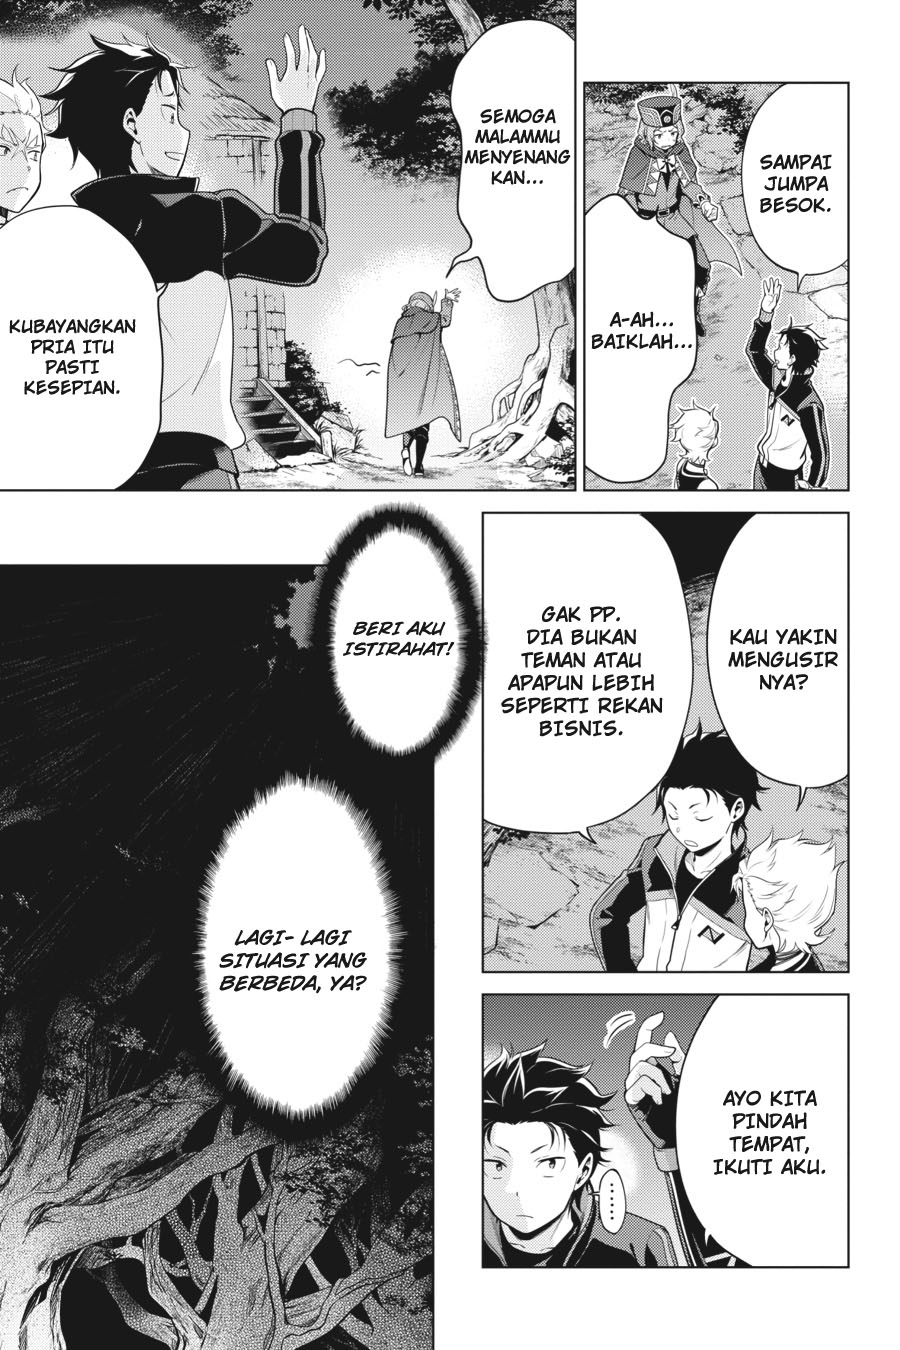 SAMPAI
JUMPA
BESOK.
A-AH...
BAIKLAH...
SEMOGA
MALAMMU
MENYENANG
KAN...
KUBAYANGKAN
PRIA ITU
PASTI
KESEPIAN.
KAU YAKIN
MENGUSIR
NYA?
GAK PP.
DIA BUKAN
TEMAN ATAU
APAPUN LEBIH
SEPERTI REKAN
BISNIS.
AYO KITA
PINDAH
TEMPAT,
IKUTI AKU.
......
BERI AKU
ISTIRAHAT!
LAGI- LAGI
SITUASI YANG
BERBEDA, YA?